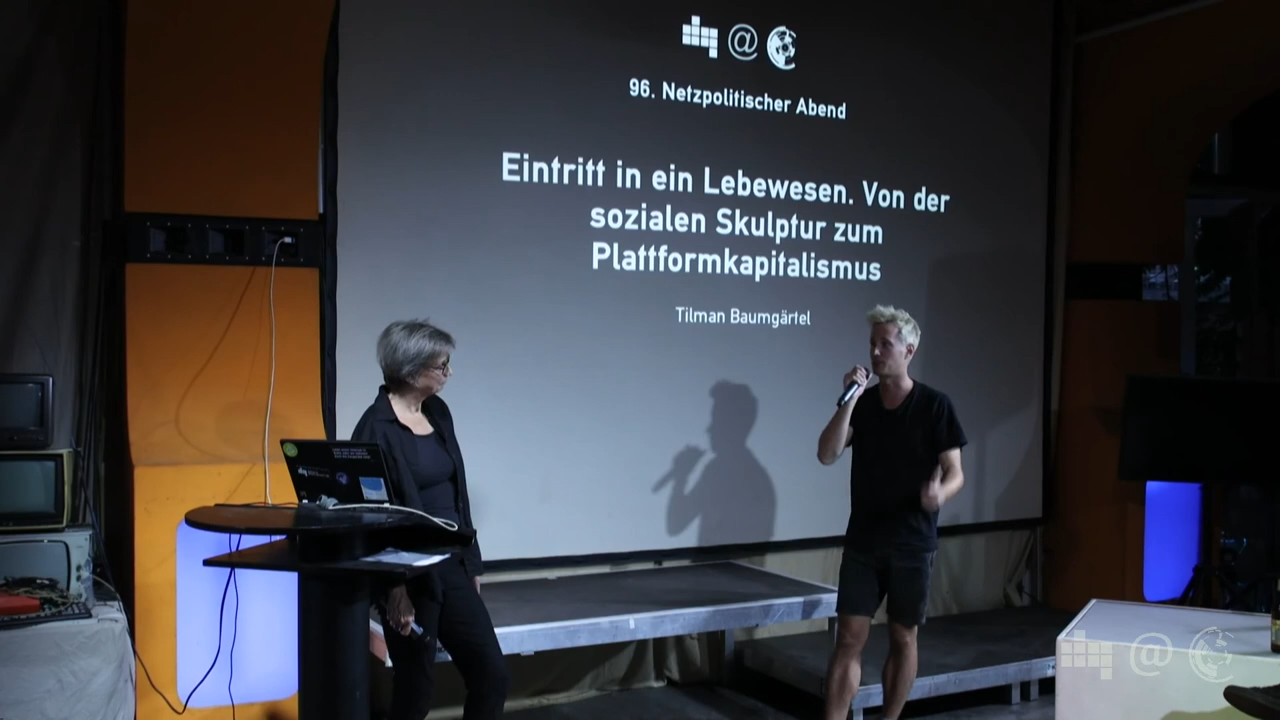 @
96. Netzpolitischer Abend
Eintritt in ein Lebewesen. Von der
sozialen Skulptur zum
Plattformkapitalismus
Tilman Baumgärtel
@